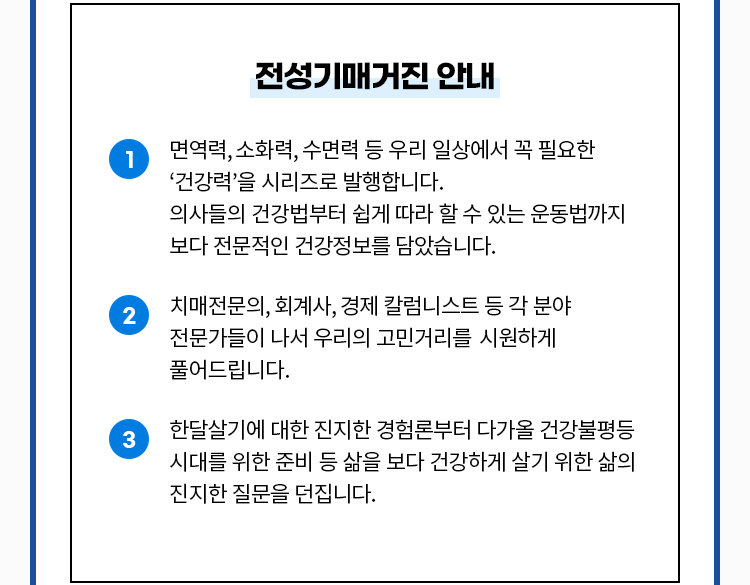 전성기매거진 안내
1
면역력, 소화력, 수면력 등 우리 일상에서 꼭 필요한
‘건강력’을 시리즈로 발행합니다.
의사들의 건강법부터 쉽게 따라 할 수 있는 운동법까지
보다 전문적인 건강정보를 담았습니다.
2
치매전문의, 회계사, 경제 칼럼니스트 등 각 분야
전문가들이 나서 우리의 고민거리를 시원하게
풀어드립니다.
3
한달살기에 대한 진지한 경험론부터 다가올 건강불평등
시대를 위한 준비 등 삶을 보다 건강하게 살기 위한 삶의
진지한 질문을 던집니다.